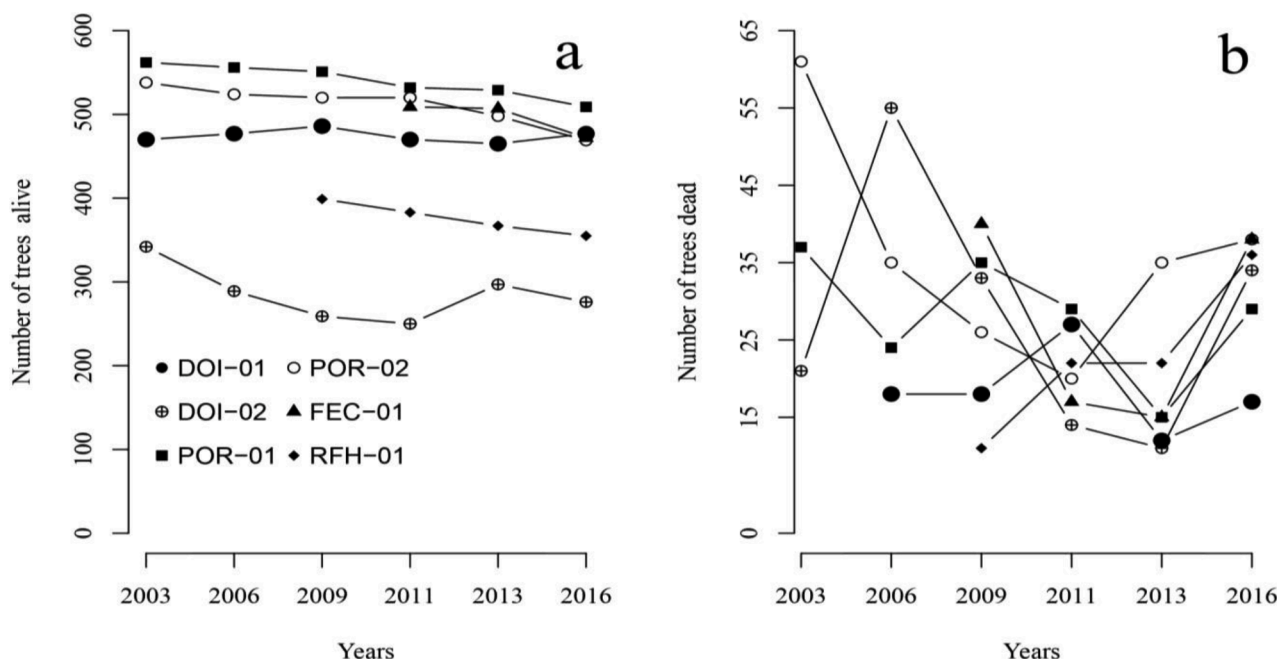 a
600
500
400
300
200
100
0
Number of trees alive
DOI-01 POR-02
DOI-02 FEC-01
POR-01 RFH-01
2003 2006 2009 2011 2013 2016
Years
b
65
55
45
35
25
15
0
Number of trees dead
2003 2006 2009 2011 2013 2016
Years